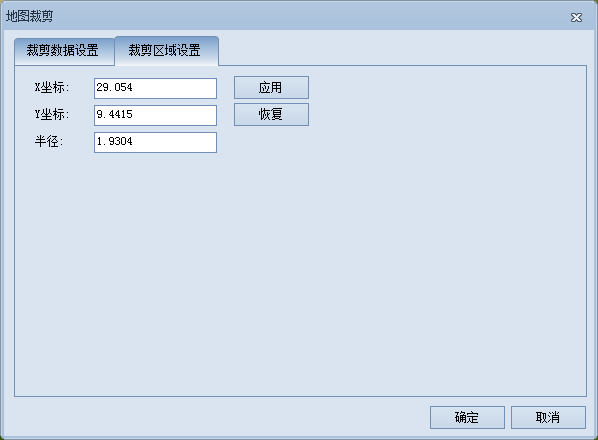 地图裁剪
裁剪数据设置 裁剪区域设置
X坐标: 29.054 应用
Y坐标: 9.4415 恢复
半径: 1.9304
确定 取消